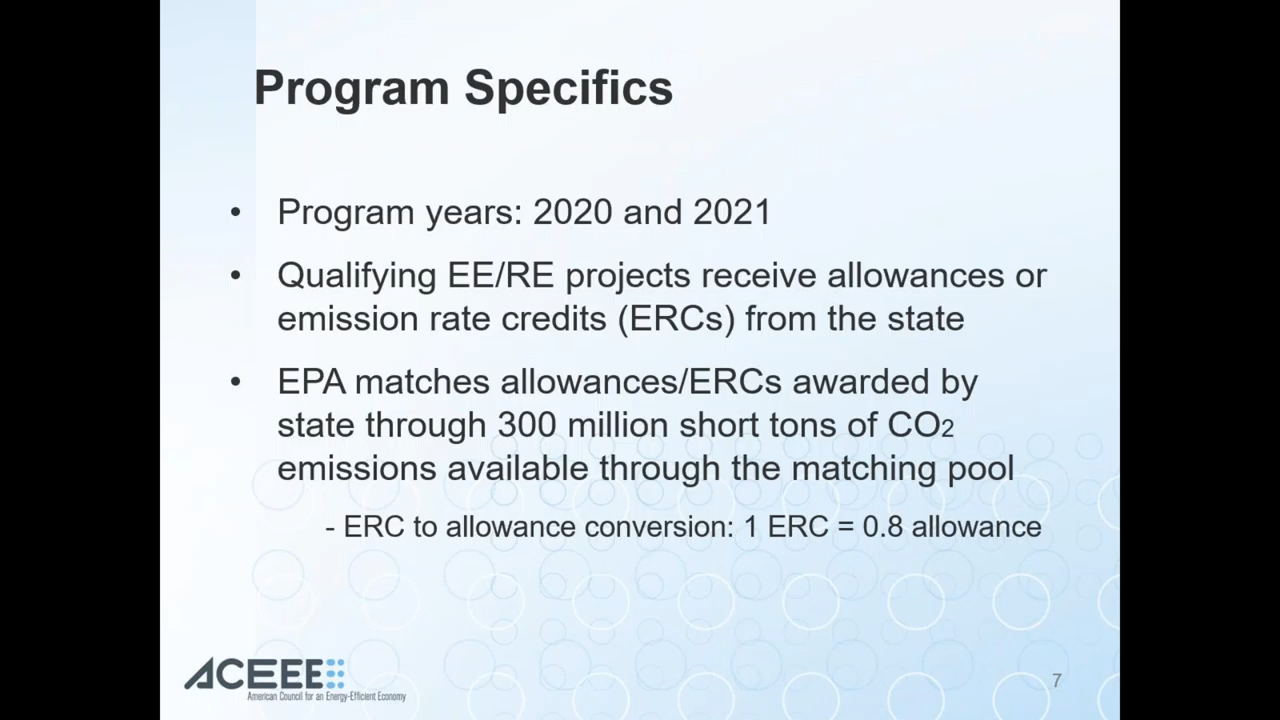 Program Specifics
• Program years: 2020 and 2021
• Qualifying EE/RE projects receive allowances or
emission rate credits (ERCs) from the state
• EPA matches allowances/ERCs awarded by
state through 300 million short tons of CO2
emissions available through the matching pool
- ERC to allowance conversion: 1 ERC = 0.8 allowance
ACEEE
American Council for an Energy-Efficient Economy
7